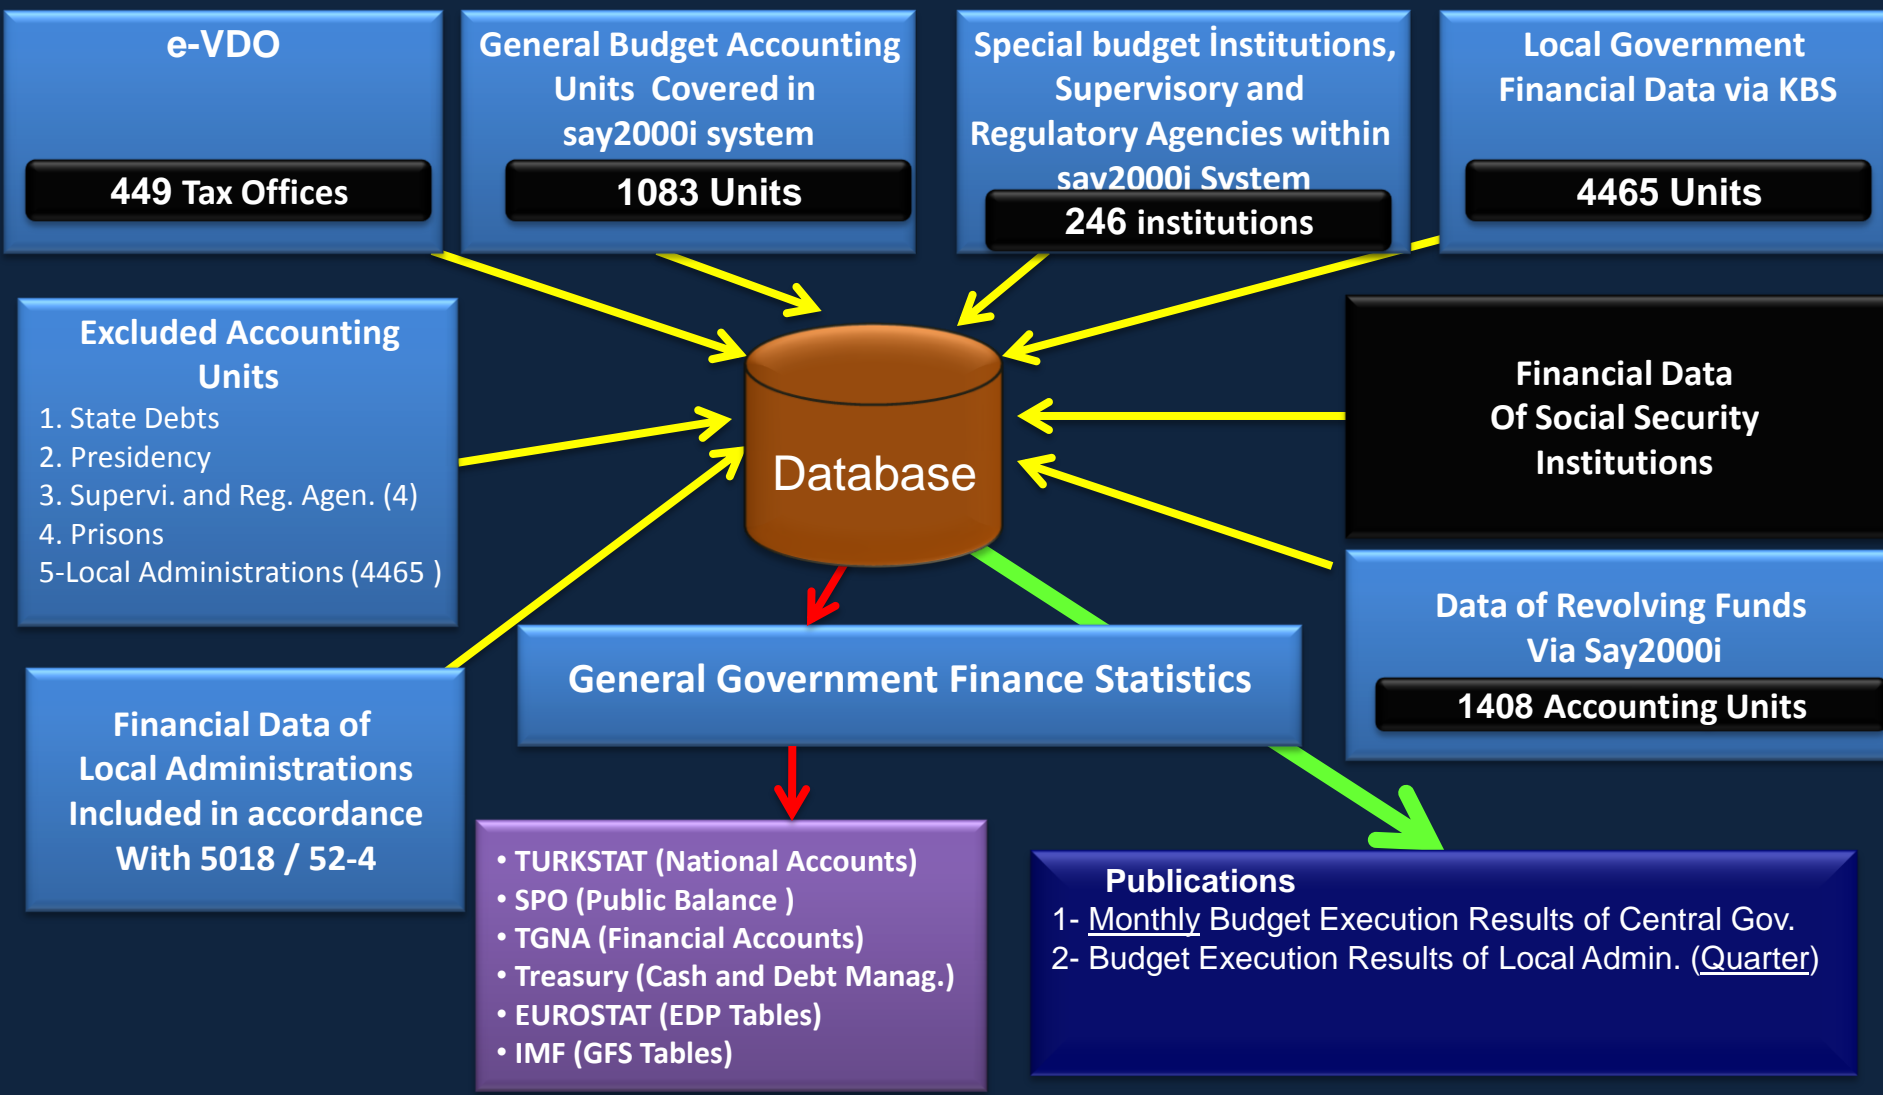 e-VDO
449 Tax Offices
General Budget Accounting
Units  Covered in
say2000i system
1083 Units
Special budget İnstitutions,
Supervisory and
Regulatory Agencies within
say2000i System
246 institutions
Local Government
Financial Data via KBS
4465 Units
Excluded Accounting
Units
1. State Debts
2. Presidency
3. Supervi. and Reg. Agen. (4)
4. Prisons
5-Local Administrations (4465 )
Database
Financial Data
Of Social Security
Institutions
Data of Revolving Funds
Via Say2000i
1408 Accounting Units
General Government Finance Statistics
Financial Data of
Local Administrations
Included in accordance
With 5018 / 52-4
• TURKSTAT (National Accounts)
• SPO (Public Balance )
• TGNA (Financial Accounts)
• Treasury (Cash and Debt Manag.)
• EUROSTAT (EDP Tables)
• IMF (GFS Tables)
Publications
1- Monthly Budget Execution Results of Central Gov.
2- Budget Execution Results of Local Admin. (Quarter)